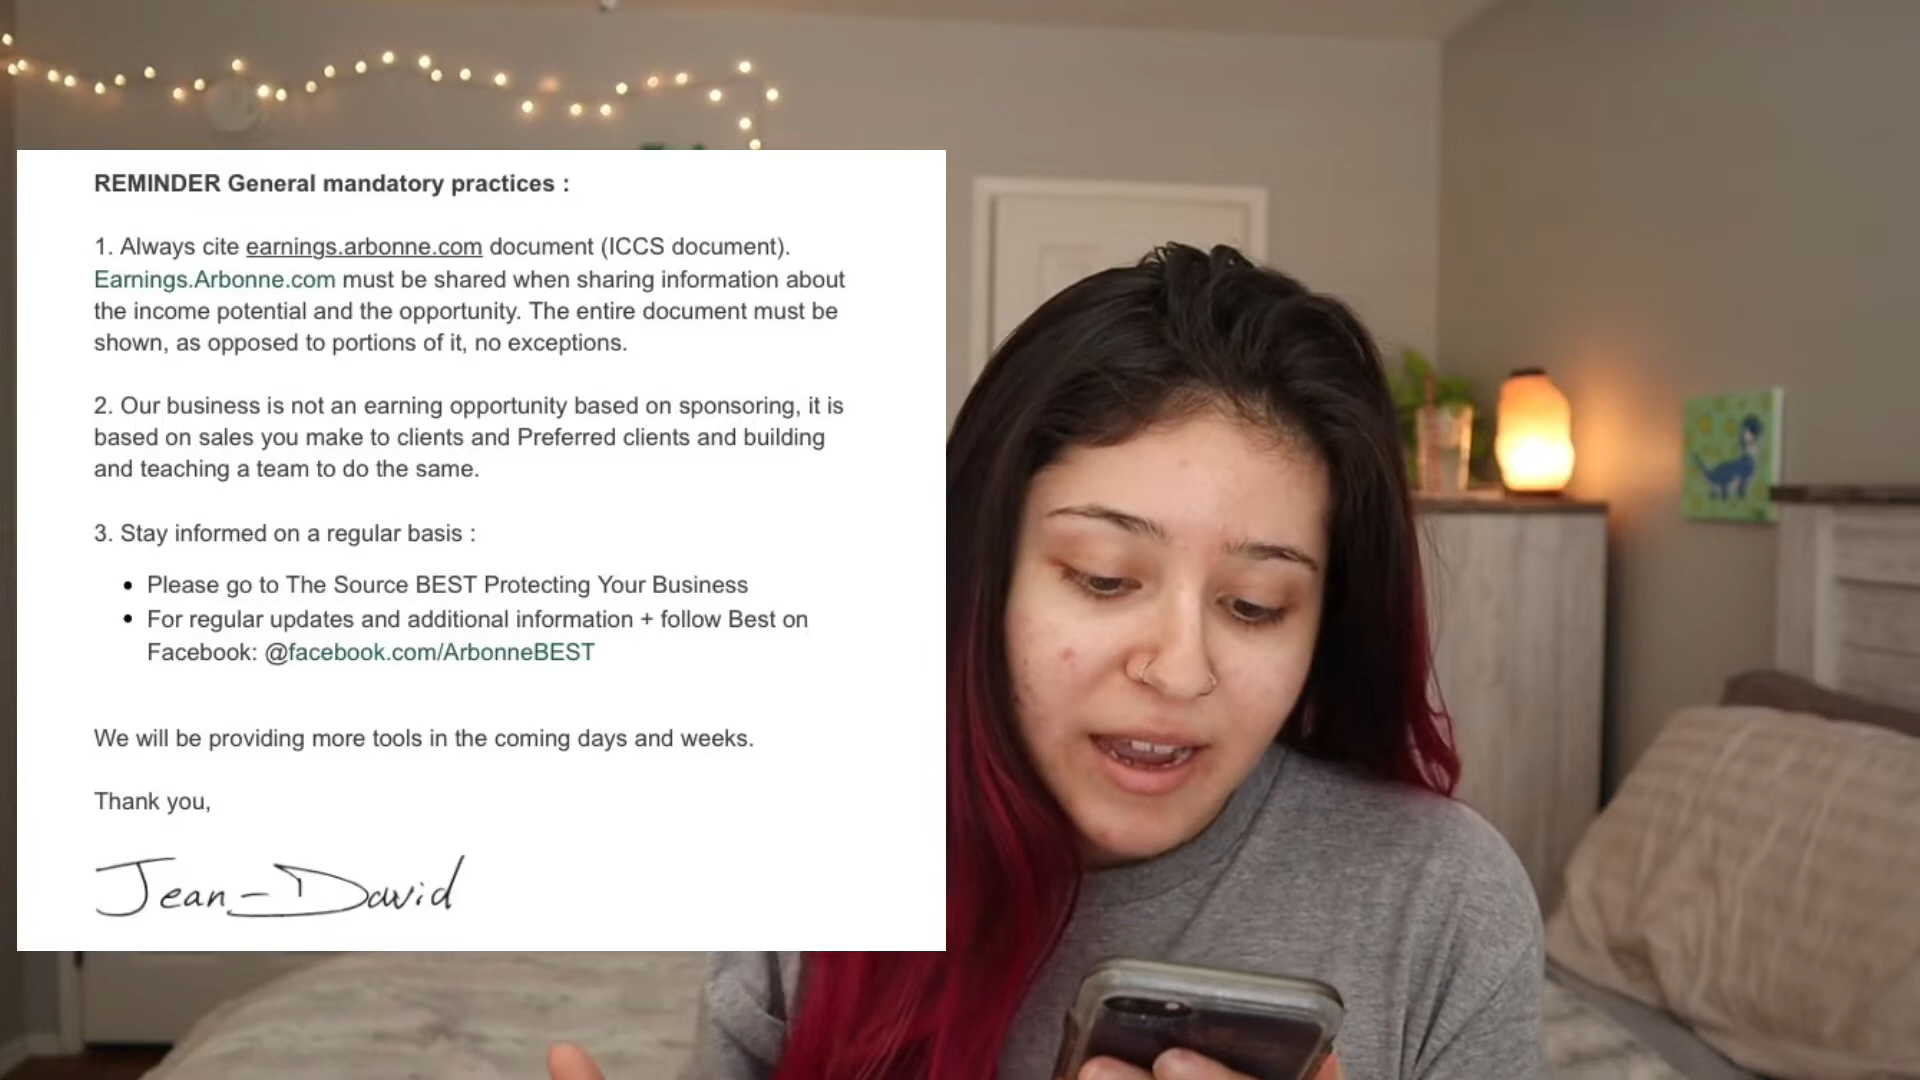 REMINDER General mandatory practices :
1. Always cite earnings.arbonne.com document (ICCS document).
Earnings.Arbonne.com must be shared when sharing information about
the income potential and the opportunity. The entire document must be
shown, as opposed to portions of it, no exceptions.
2. Our business is not an earning opportunity based on sponsoring, it is
based on sales you make to clients and Preferred clients and building
and teaching a team to do the same.
3. Stay informed on a regular basis :
• Please go to The Source BEST Protecting Your Business
• For regular updates and additional information + follow Best on
Facebook: @facebook.com/ArbonneBEST
We will be providing more tools in the coming days and weeks.
Thank you,
Jean-David